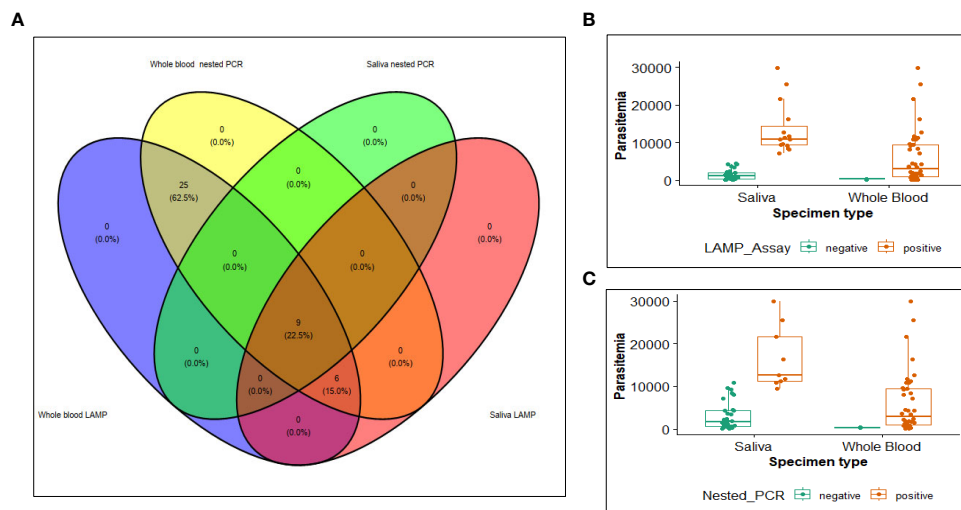 A
Whole blood nested PCR
Saliva nested PCR
0
(0.0%)
0
(0.0%)
25
(62.5%)
0
(0.0%)
0
(0.0%)
0
(0.0%)
0
(0.0%)
0
(0.0%)
0
(0.0%)
9
(22.5%)
0
(0.0%)
0
(0.0%)
0
(0.0%)
6
(15.0%)
0
(0.0%)
Whole blood LAMP
Saliva LAMP
B
Parasitemia
30000
20000
10000
0
Saliva
Whole Blood
Specimen type
LAMP_Assay negative positive
C
Parasitemia
30000
20000
10000
0
Saliva
Whole Blood
Specimen type
Nested_PCR negative positive